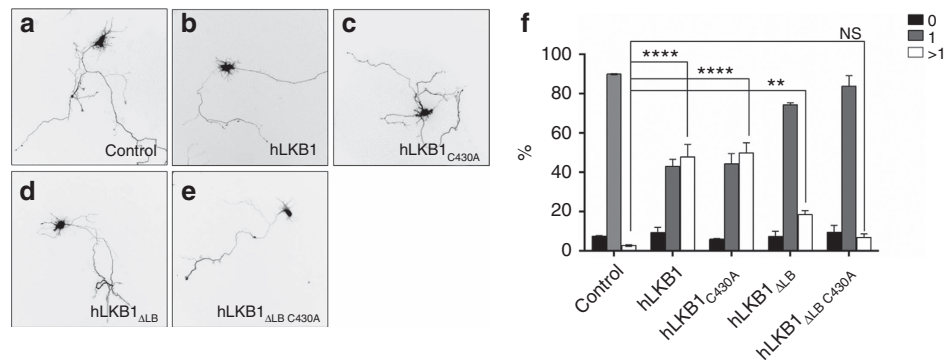 a
Control
b
hLKB1
c
hLKB1C430A
d
hLKB1ΔLB
e
hLKB1ΔLB C430A
f
0
1
>1
NS
****
****
**
%
100
80
60
40
20
0
Control
hLKB1
hLKB1C430A
hLKB1ΔLB
hLKB1ΔLB C430A